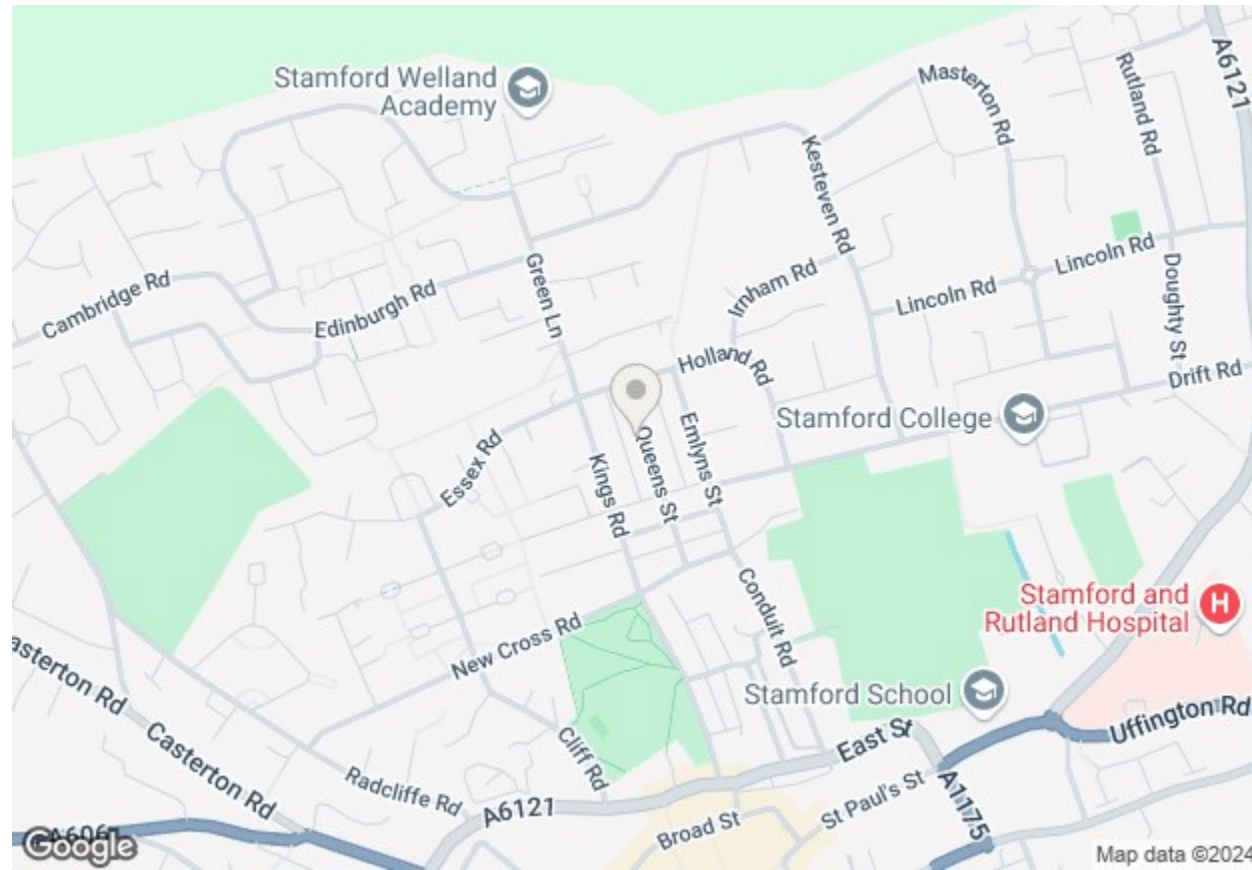 Stamford Welland
Academy
Masterton Rd
Rutland Rd
A6121
Kesteven Rd
Green Ln
Cambridge Rd
Edinburgh Rd
Irnham Rd
Lincoln Rd
Lincoln Rd
Doughty St
Holland Rd
Drift Rd
Stamford College
Essex Rd
Kings Rd
Queens St
Emlyns St
Conduit Rd
Stamford and
Rutland Hospital
H
New Cross Rd
Stamford School
asterton Rd
Casterton Rd
Cliff Rd
East St
Uffington Rd
Radcliffe Rd
A6121
St Paul's St
A1175
Broad St
A606
Google
Map data ©2024